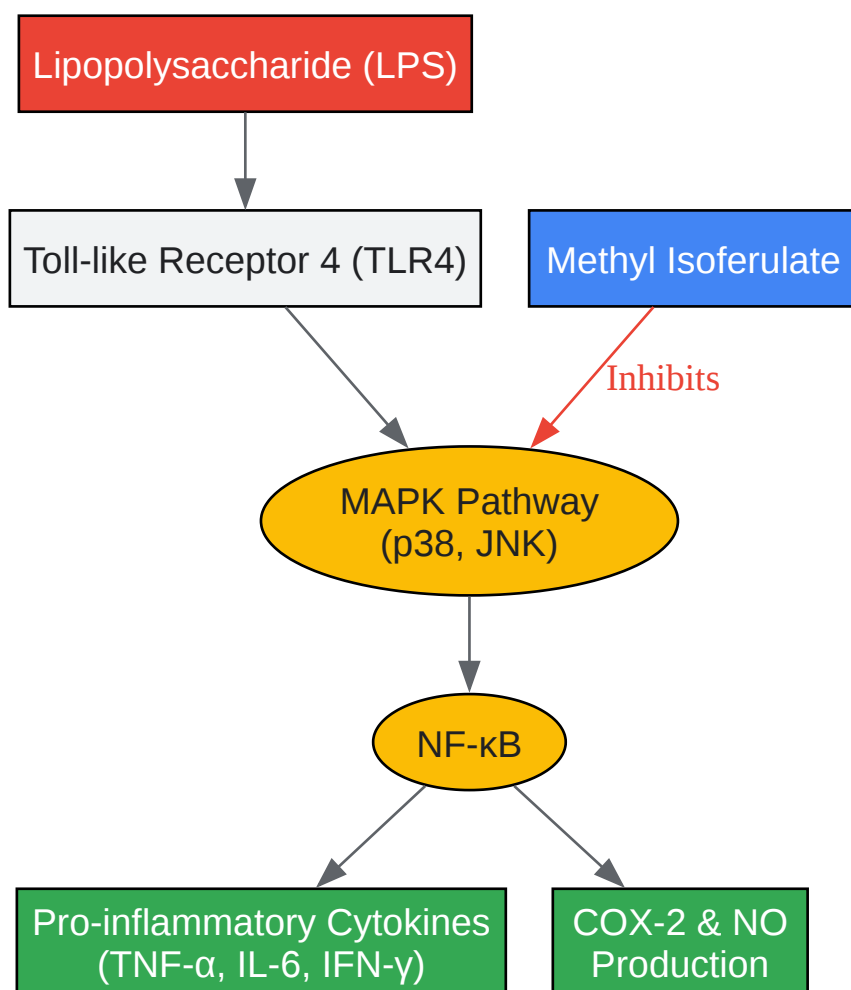 Lipopolysaccharide (LPS)
Toll-like Receptor 4 (TLR4)
Methyl Isoferulate
Inhibits
MAPK Pathway
(p38, JNK)
NF-κB
Pro-inflammatory Cytokines
(TNF-α, IL-6, IFN-γ)
COX-2 & NO
Production